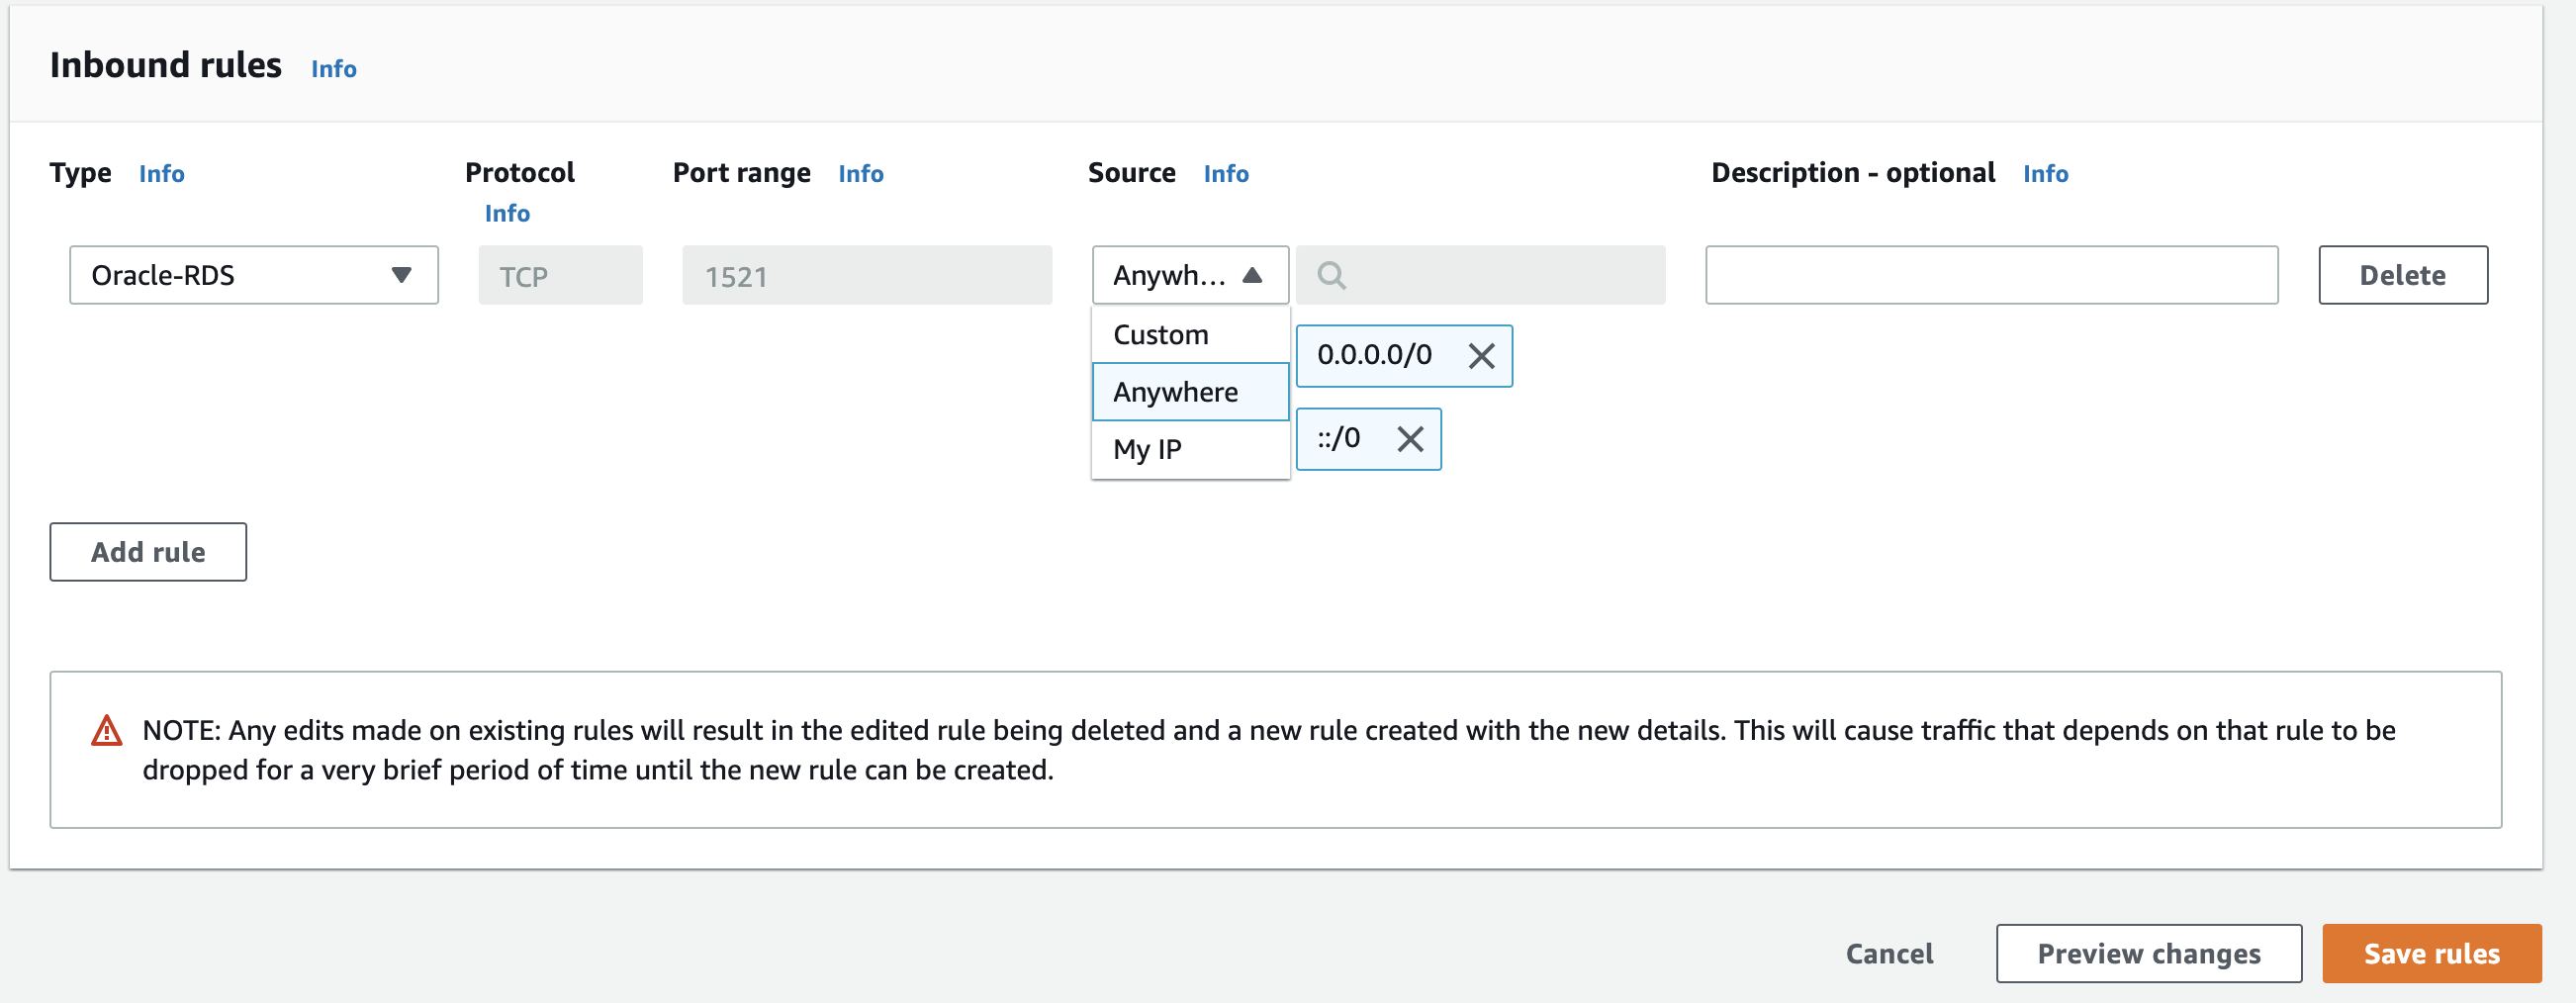 Inbound rules Info
Type Info Protocol Info Port range Info Source Info Description - optional Info
Oracle-RDS TCP 1521 Anywh... Delete
Custom
Anywhere
My IP
0.0.0.0/0
::/0
Add rule
NOTE: Any edits made on existing rules will result in the edited rule being deleted and a new rule created with the new details. This will cause traffic that depends on that rule to be
dropped for a very brief period of time until the new rule can be created.
Cancel Preview changes Save rules